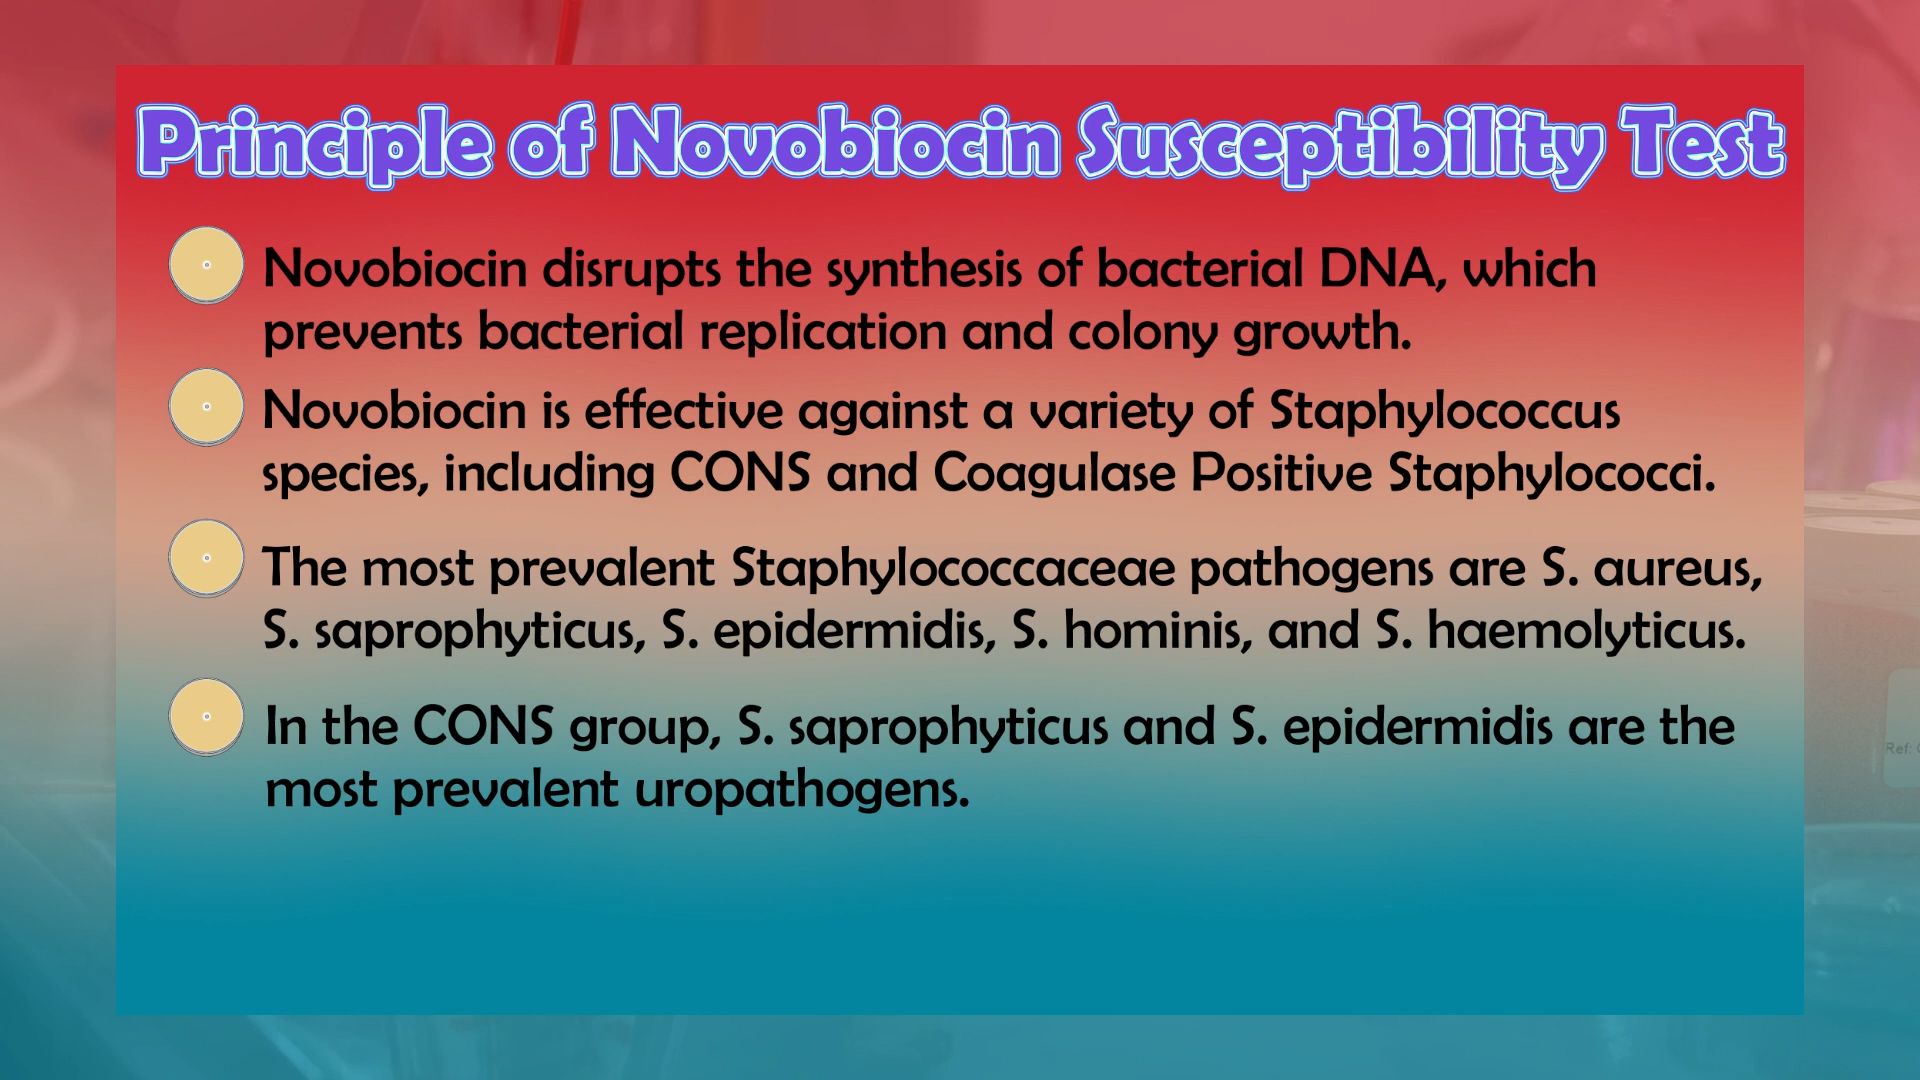 Principle of Novobiocin Susceptibility Test
Novobiocin disrupts the synthesis of bacterial DNA, which
prevents bacterial replication and colony growth.
Novobiocin is effective against a variety of Staphylococcus
species, including CONS and Coagulase Positive Staphylococci.
The most prevalent Staphylococcaceae pathogens are S. aureus,
S. saprophyticus, S. epidermidis, S. hominis, and S. haemolyticus.
In the CONS group, S. saprophyticus and S. epidermidis are the
most prevalent uropathogens.
Ref: